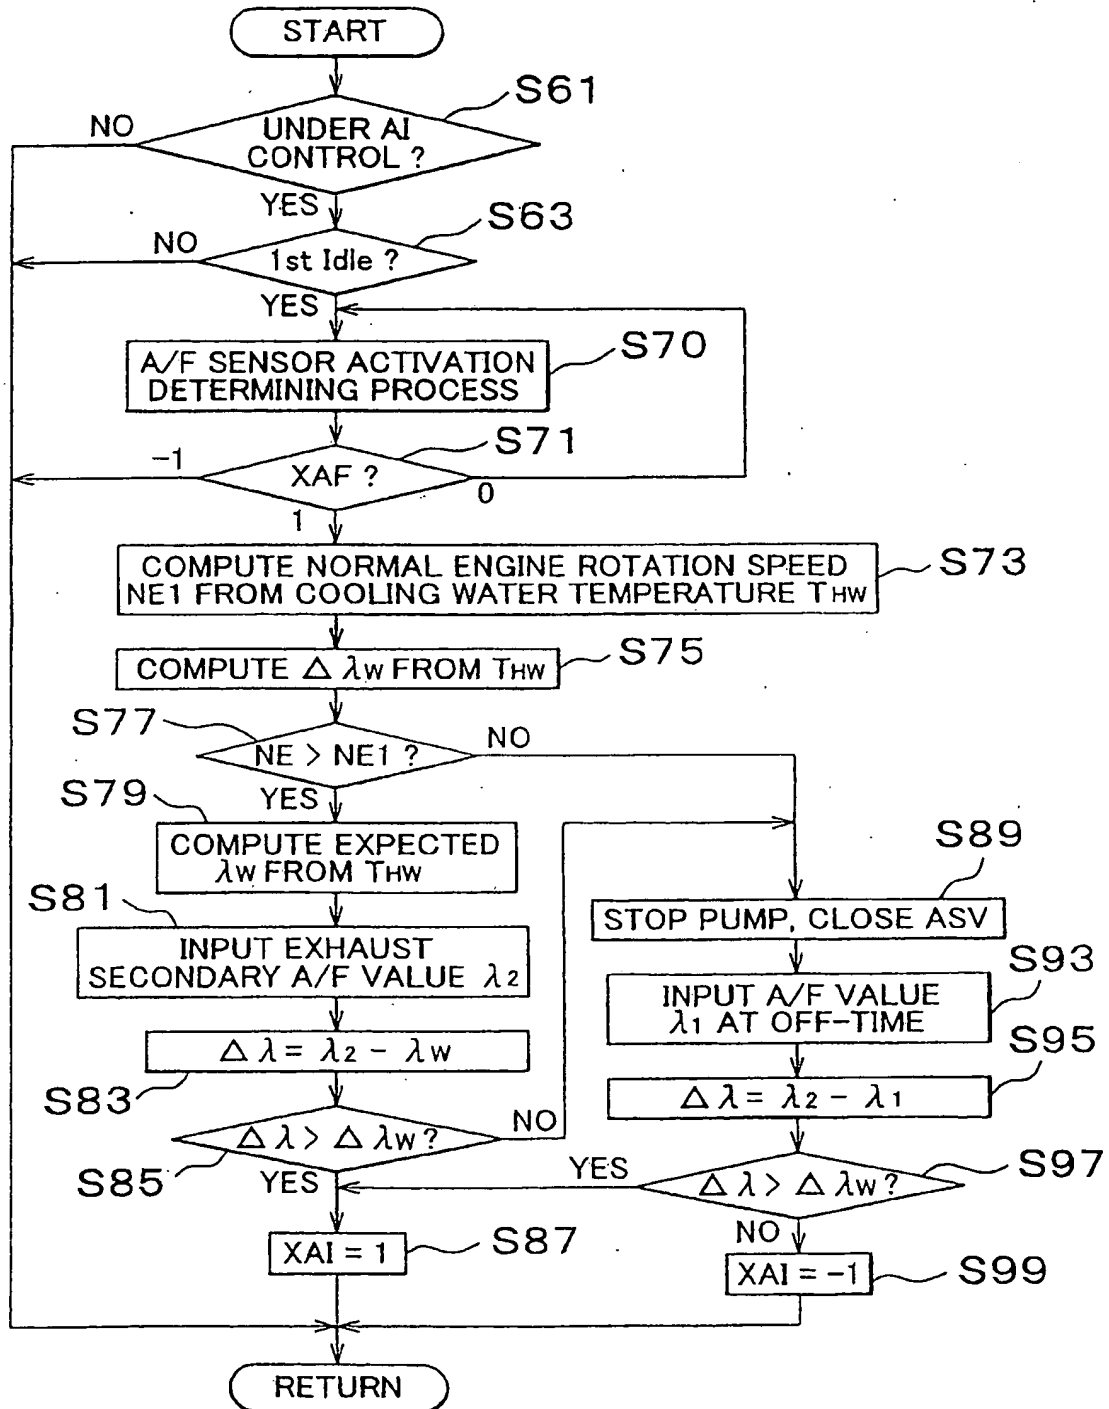 START
S61
NO
UNDER AI
CONTROL ?
YES
S63
NO
1st Idle ?
YES
S70
A/F SENSOR ACTIVATION
DETERMINING PROCESS
S71
-1
XAF ?
0
1
S73
COMPUTE NORMAL ENGINE ROTATION SPEED
NE1 FROM COOLING WATER TEMPERATURE THW
S75
COMPUTE △ λW FROM THW
S77
NE > NE1 ?
NO
YES
S79
COMPUTE EXPECTED
λW FROM THW
S81
INPUT EXHAUST
SECONDARY A/F VALUE λ2
△ λ = λ2 - λW
S83
△ λ > △ λW ?
NO
S85
YES
XAI = 1
S87
S89
STOP PUMP, CLOSE ASV
S93
INPUT A/F VALUE
λ1 AT OFF-TIME
S95
△ λ = λ2 - λ1
S97
YES
△ λ > △ λW ?
NO
XAI = -1
S99
RETURN